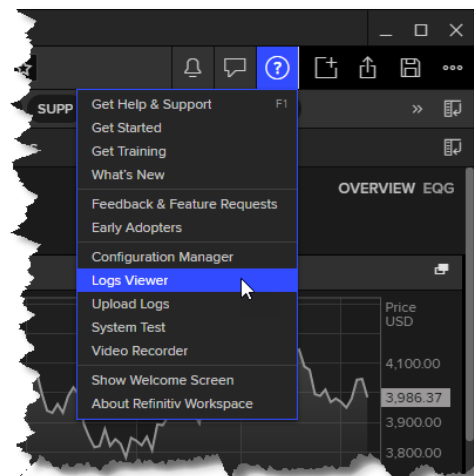 SUPP
Get Help & Support F1
Get Started
Get Training
What's New
Feedback & Feature Requests
Early Adopters
Configuration Manager
Logs Viewer
Upload Logs
System Test
Video Recorder
Show Welcome Screen
About Refinitiv Workspace
OVERVIEW EQG
Price
USD
4,100.00
3,986.37
3,900.00
3,800.00